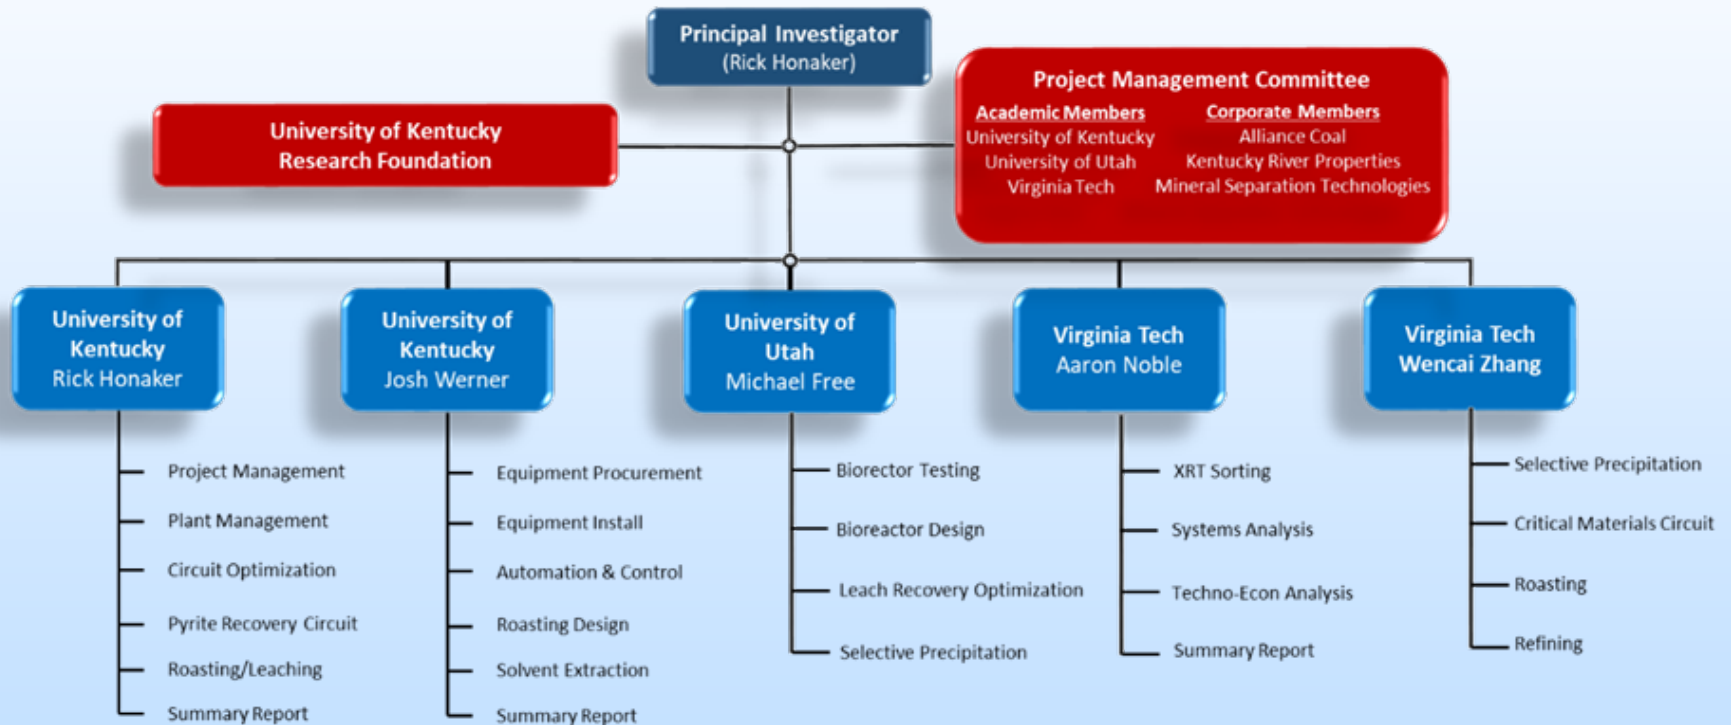 Principal Investigator
(Rick Honaker)
University of Kentucky
Research Foundation
Project Management Committee
Academic Members
University of Kentucky
University of Utah
Virginia Tech
Corporate Members
Alliance Coal
Kentucky River Properties
Mineral Separation Technologies
University of
Kentucky
Rick Honaker
Project Management
Plant Management
Circuit Optimization
Pyrite Recovery Circuit
Roasting/Leaching
Summary Report
University of
Kentucky
Josh Werner
Equipment Procurement
Equipment Install
Automation & Control
Roasting Design
Solvent Extraction
Summary Report
University of
Utah
Michael Free
Biorector Testing
Bioreactor Design
Leach Recovery Optimization
Selective Precipitation
Virginia Tech
Aaron Noble
XRT Sorting
Systems Analysis
Techno-Econ Analysis
Summary Report
Virginia Tech
Wencai Zhang
Selective Precipitation
Critical Materials Circuit
Roasting
Refining